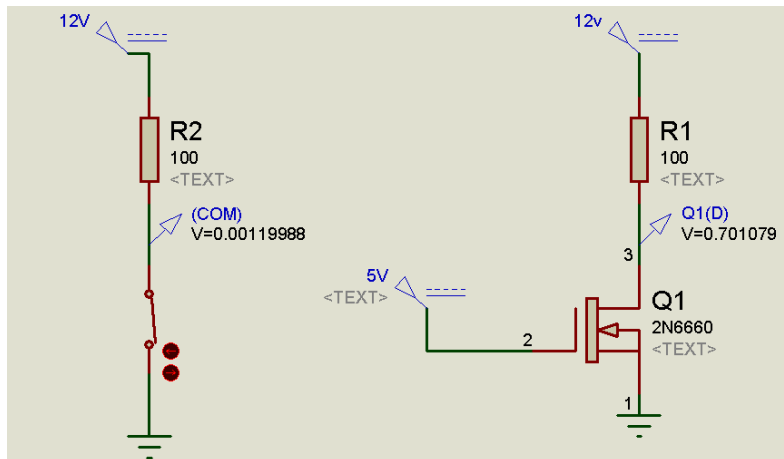 12V
R2
100
<TEXT>
(COM)
V=0.00119988
12v
R1
100
<TEXT>
Q1(D)
V=0.701079
3
5V
<TEXT>
2
Q1
2N6660
<TEXT>
1